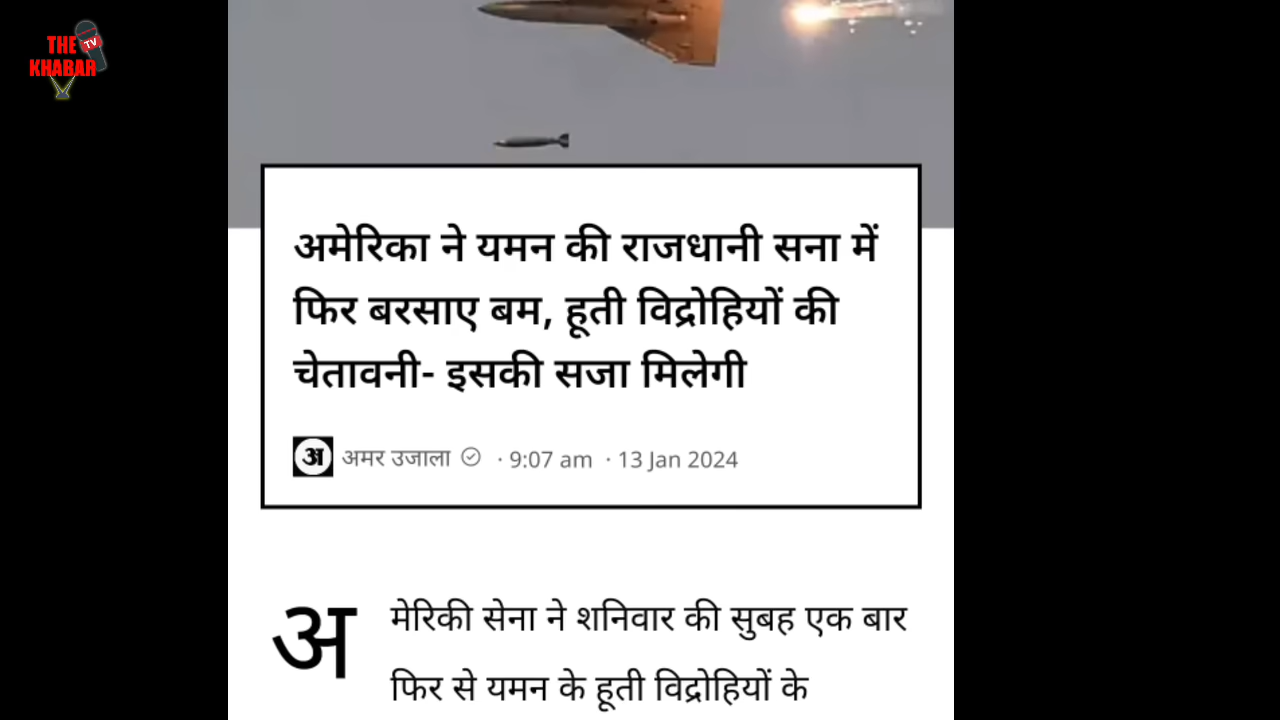 THE TV
KHABAR
अमेरिका ने यमन की राजधानी सना में
फिर बरसाए बम, हूती विद्रोहियों की
चेतावनी- इसकी सजा मिलेगी
अ अमर उजाला · 9:07 am · 13 Jan 2024
अमेरिकी सेना ने शनिवार की सुबह एक बार
फिर से यमन के हूती विद्रोहियों के